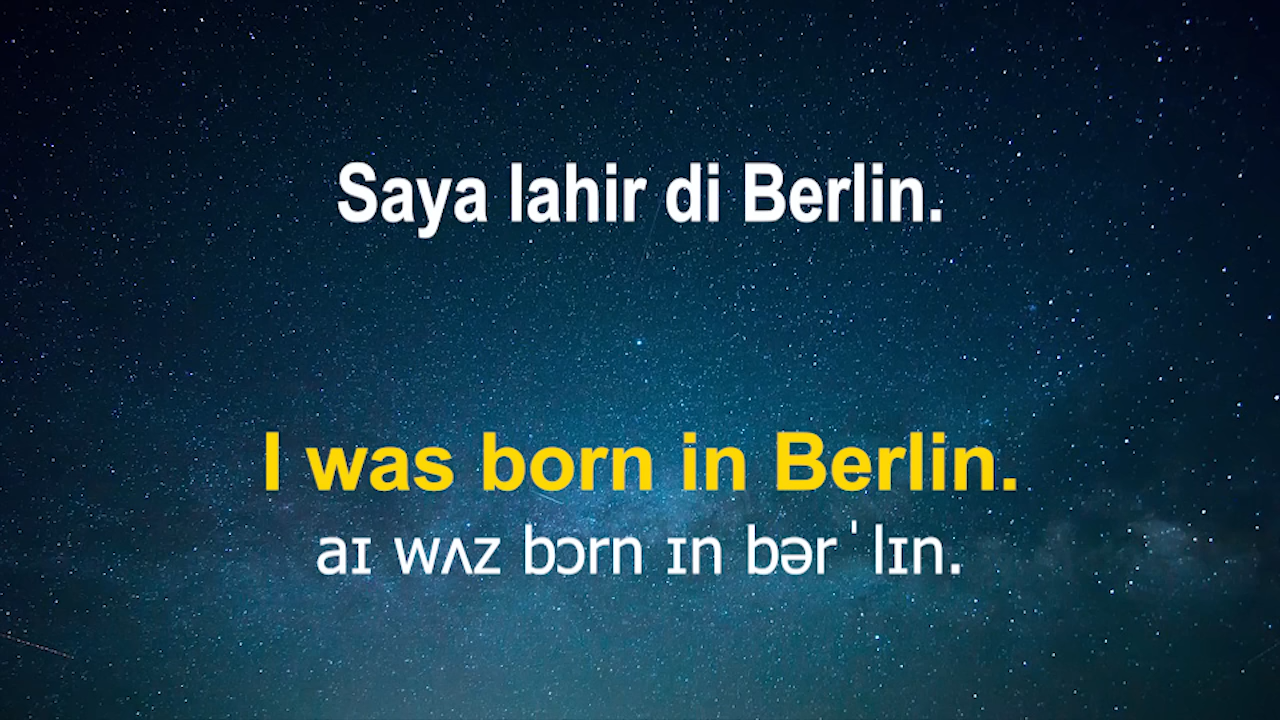 Saya lahir di Berlin.
I was born in Berlin.
aɪ wʌz bɔrn ɪn bərˈlɪn.